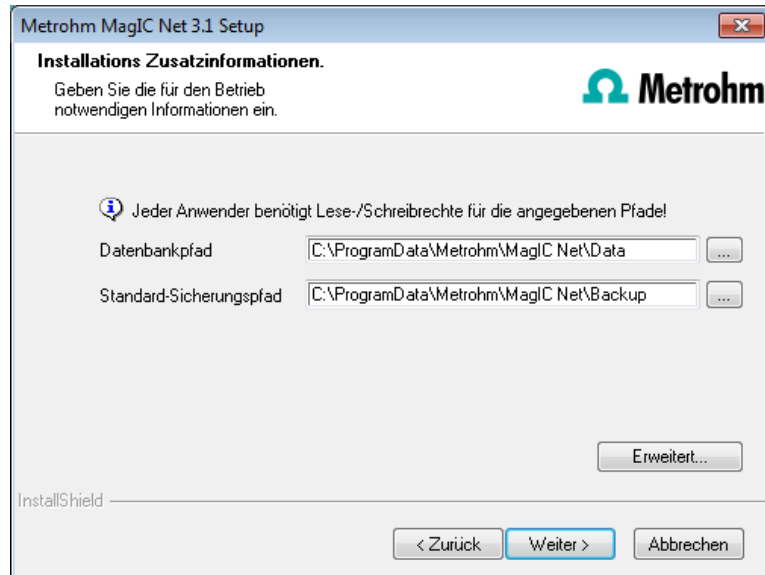 Metrohm MagIC Net 3.1 Setup
Installations Zusatzinformationen.
Geben Sie die für den Betrieb
notwendigen Informationen ein.
Metrohm
Jeder Anwender benötigt Lese-/Schreibrechte für die angegebenen Pfade!
Datenbankpfad C:\ProgramData\Metrohm\MagIC Net\Data ...
Standard-Sicherungspfad C:\ProgramData\Metrohm\MagIC Net\Backup ...
Erweitert...
InstallShield
< Zurück Weiter > Abbrechen